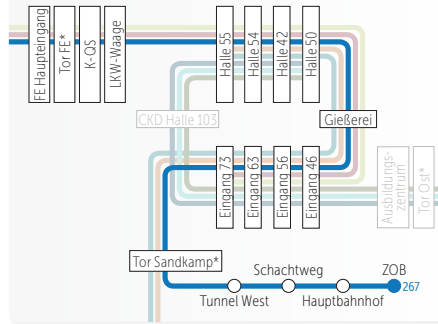 FE Haupteingang
Tor FE*
K-QS
LKW-Waage
Halle 55
Halle 54
Halle 42
Halle 50
CKD Halle 103
Gießerei
Eingang 73
Eingang 63
Eingang 56
Eingang 46
Ausbildungs-
zentrum
Tor Ost*
Tor Sandkamp*
Schachtweg
ZOB
267
Tunnel West
Hauptbahnhof